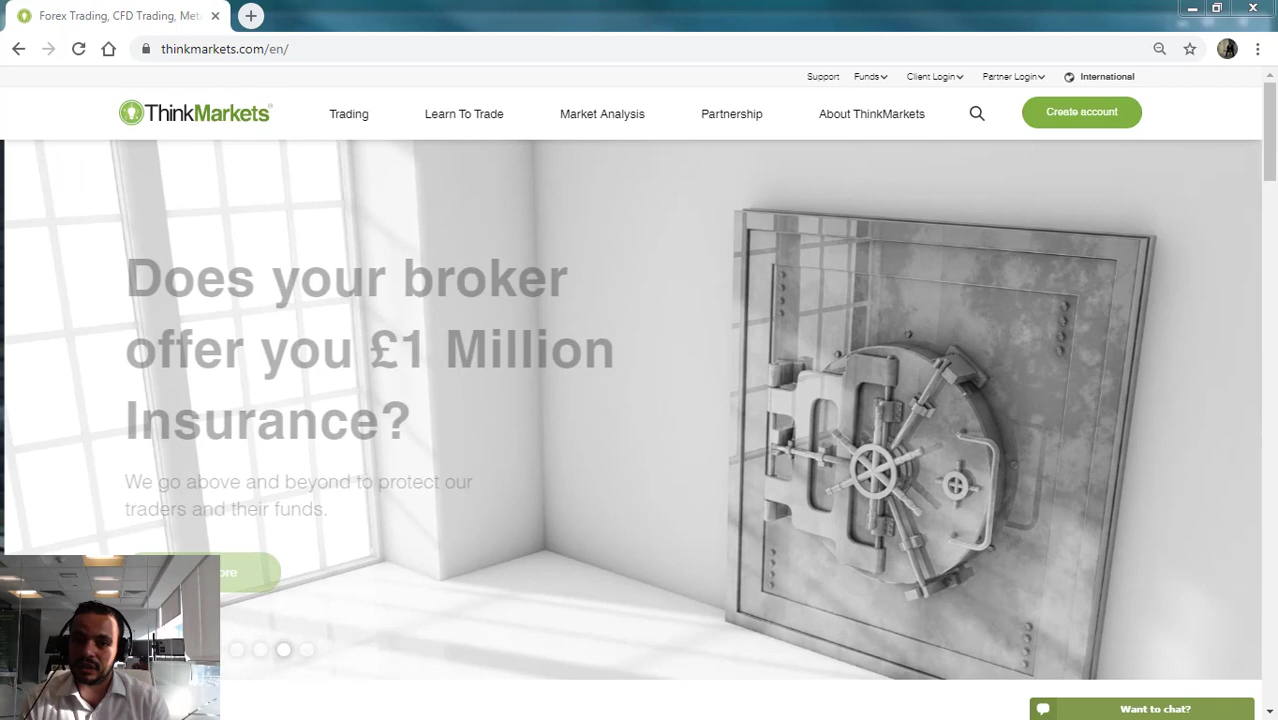 Forex Trading, CFD Trading, Meta
thinkmarkets.com/en/
Support Funds Client Login Partner Login International
ThinkMarkets Trading Learn To Trade Market Analysis Partnership About ThinkMarkets Create account
Does your broker
offer you £1 Million
Insurance?
We go above and beyond to protect our
traders and their funds.
ore
Want to chat?